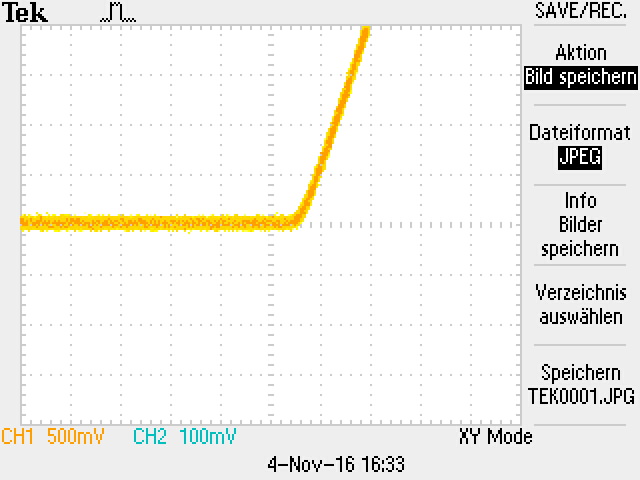 Tek
SAVE/REC.
Aktion
Bild speichern
Dateiformat
JPEG
Info
Bilder
speichern
Verzeichnis
auswählen
Speichern
TEK0001.JPG
CH1 500mV CH2 100mV XY Mode
4-Nov-16 16:33